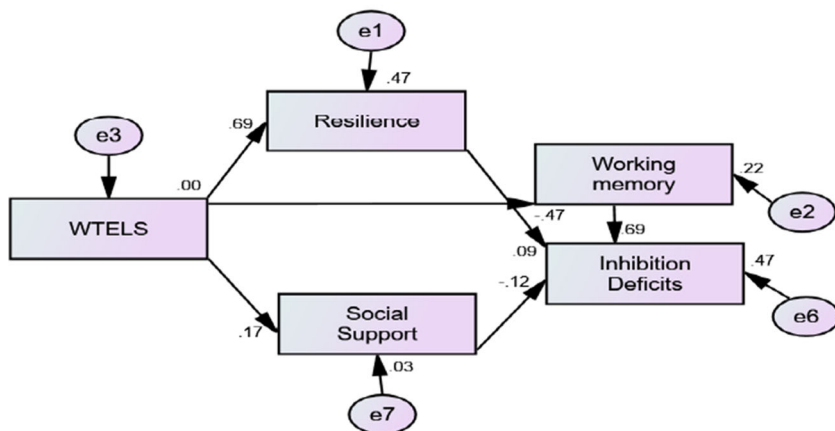 e1
.47
.69
Resilience
e3
Working
memory
.22
.00
WTELS
-.47
e2
.69
.09
Inhibition
Deficits
.47
-.12
Social
Support
.17
e6
.03
e7